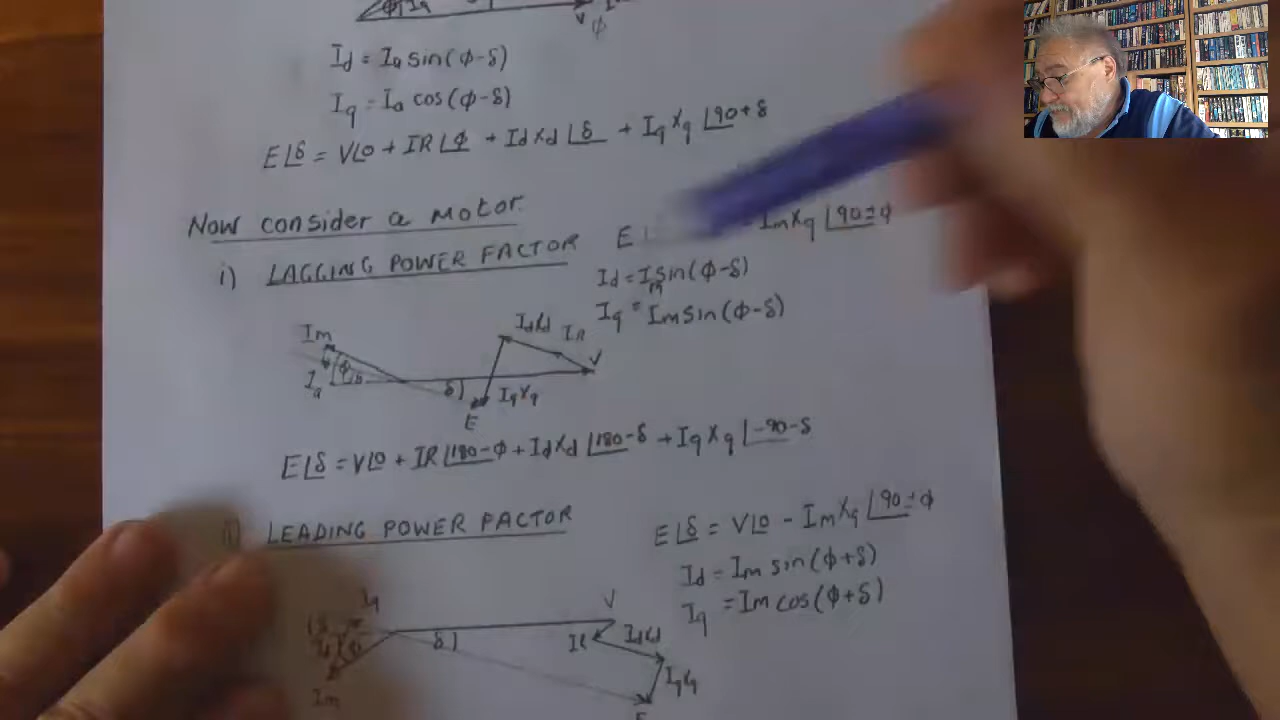 ϕ Iq
V
ϕ
Id = Ia sin(ϕ-δ)
Iq = Ia cos(ϕ-δ)
E∠δ = V∠0 + IR∠ϕ + IdXd∠δ + IqXq∠90+δ
Now consider a motor.
i) LAGGING POWER FACTOR
E ImXq∠90±ϕ
Id = Im sin(ϕ-δ)
Iq = Im sin(ϕ-δ)
Im
IdXd
IR
V
ϕ
δ
IqXq
E
E∠δ = V∠0 + IR∠180-ϕ + IdXd∠180-δ + IqXq∠-90-δ
LEADING POWER FACTOR
E∠δ = V∠0 - ImXq∠90±ϕ
Id = Im sin(ϕ+δ)
Iq = Im cos(ϕ+δ)
Iq
V
δ
IR
IdXd
Im
IqXq